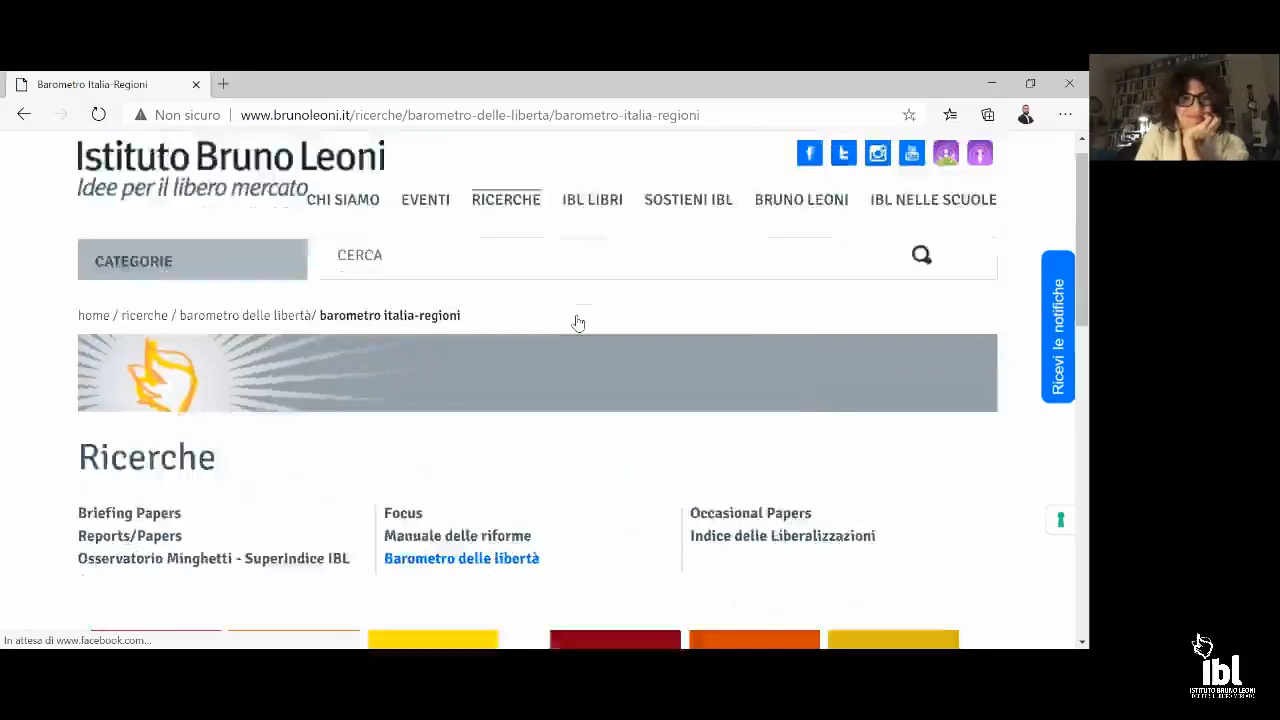 Barometro Italia-Regioni
Non sicuro
www.brunoleoni.it/ricerche/barometro-delle-liberta/barometro-italia-regioni
Istituto Bruno Leoni
Idee per il libero mercato
CHI SIAMO EVENTI RICERCHE IBL LIBRI SOSTIENI IBL BRUNO LEONI IBL NELLE SCUOLE
CATEGORIE
CERCA
Ricevi le notifiche
home / ricerche / barometro delle libertà/ barometro italia-regioni
Ricerche
Briefing Papers
Reports/Papers
Osservatorio Minghetti - SuperIndice IBL
Focus
Manuale delle riforme
Barometro delle libertà
Occasional Papers
Indice delle Liberalizzazioni
In attesa di www.facebook.com...
ibl
ISTITUTO BRUNO LEONI